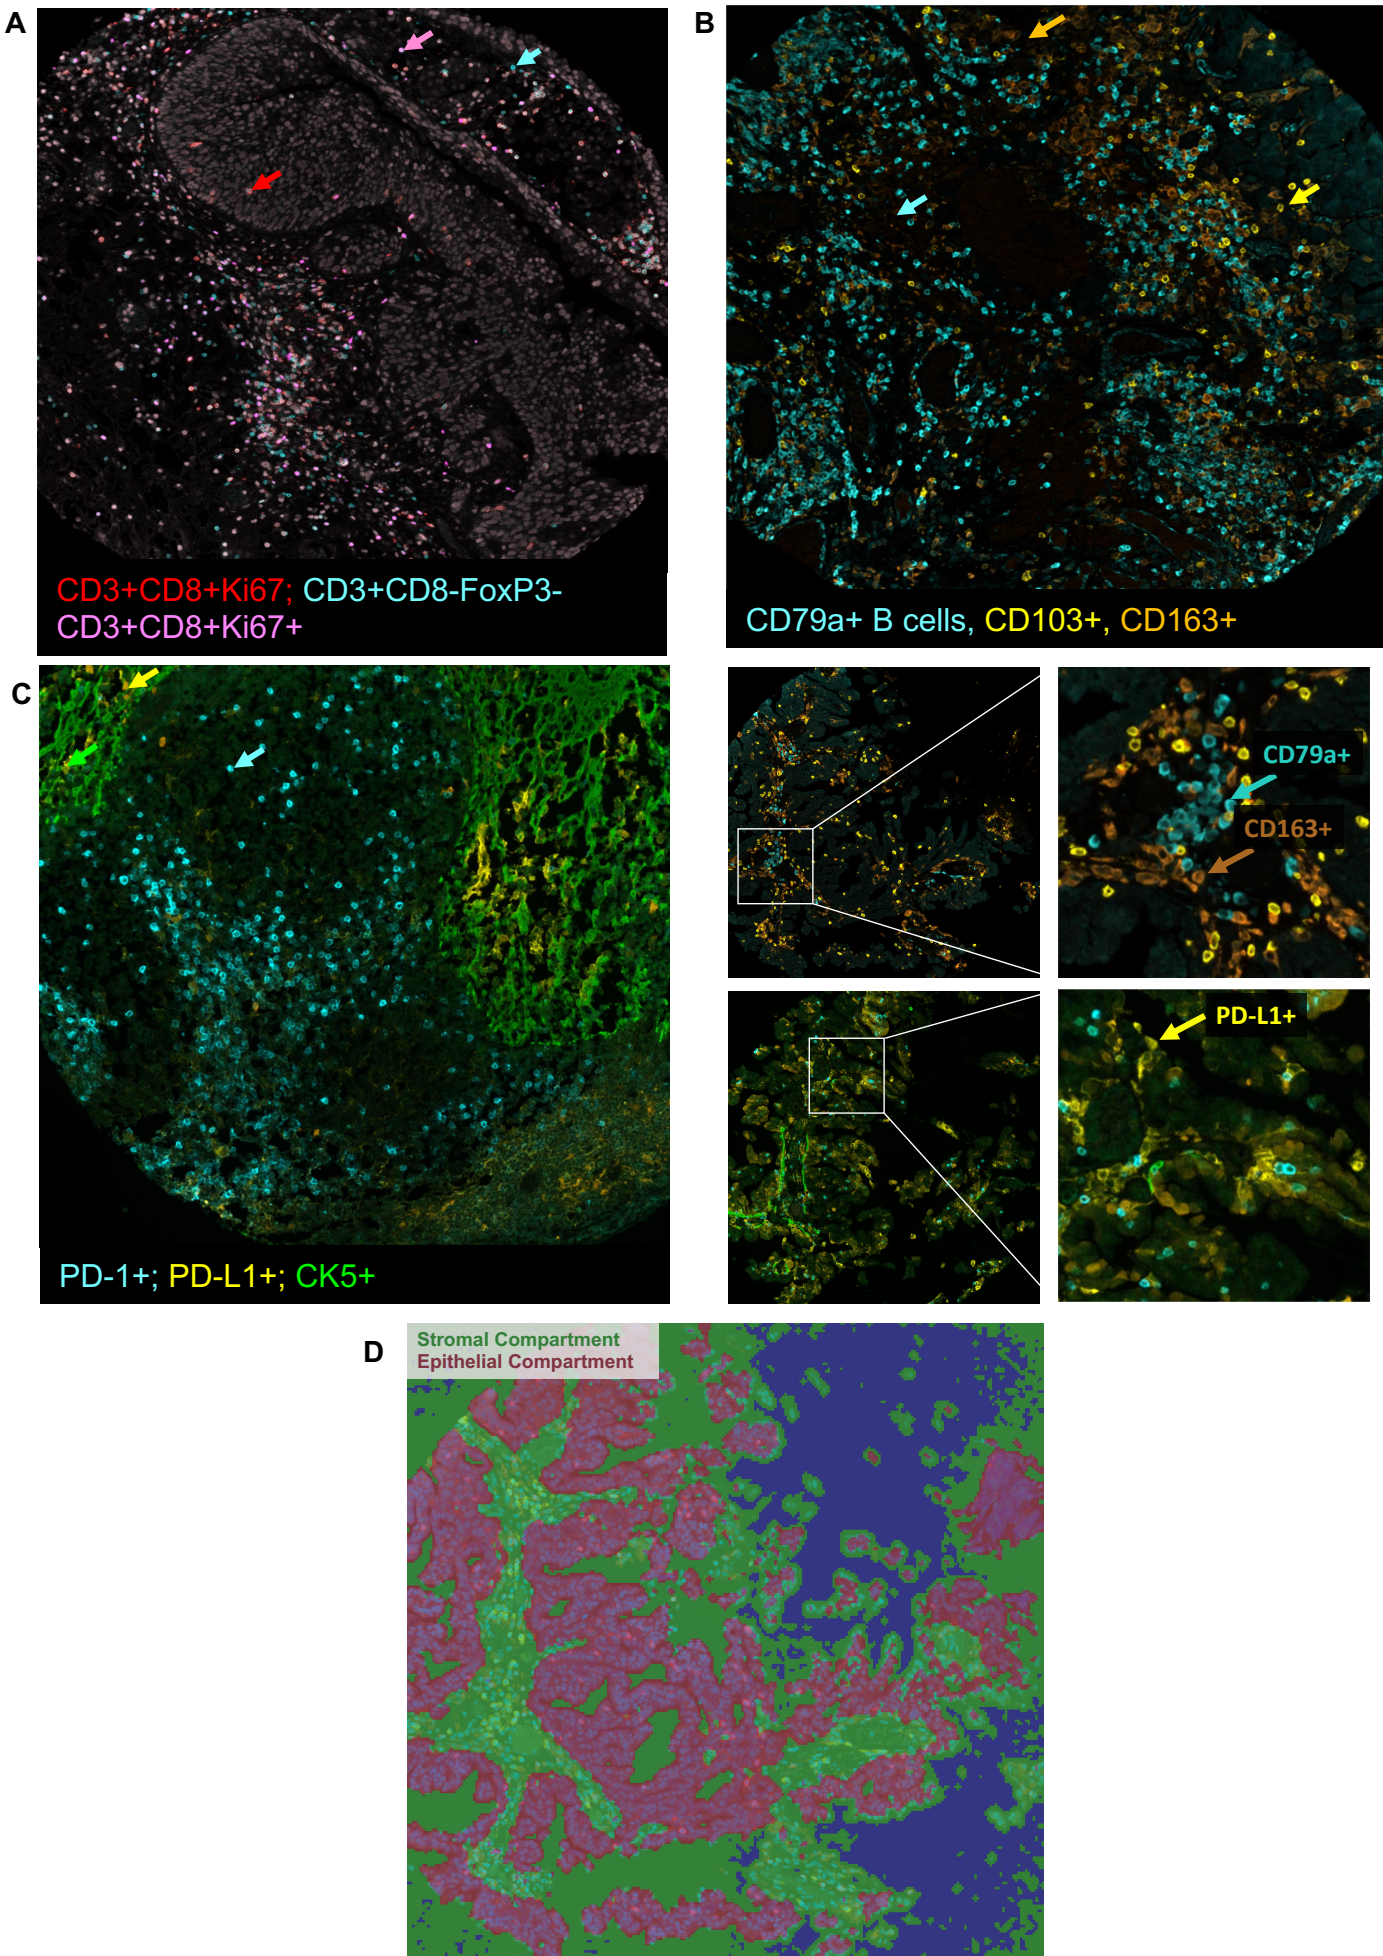 A
CD3+CD8+Ki67; CD3+CD8-FoxP3-
CD3+CD8+Ki67+
B
CD79a+ B cells, CD103+, CD163+
C
PD-1+; PD-L1+; CK5+
CD79a+
CD163+
PD-L1+
D
Stromal Compartment
Epithelial Compartment